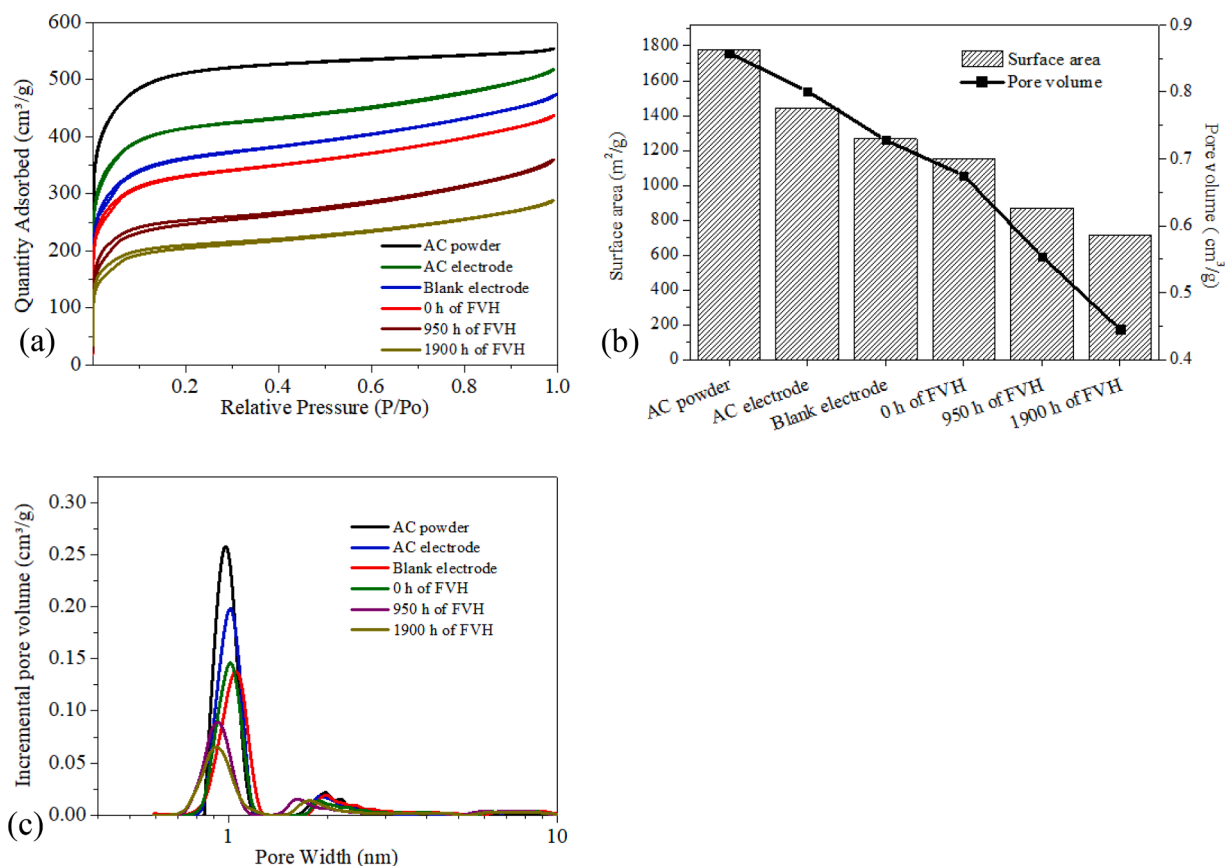 (a)
Quantity Adsorbed (cm³/g)
600
500
400
300
200
100
0
0.2
0.4
0.6
0.8
1.0
Relative Pressure (P/Po)
AC powder
AC electrode
Blank electrode
0 h of FVH
950 h of FVH
1900 h of FVH
(b)
Surface area (m²/g)
1800
1600
1400
1200
1000
800
600
400
200
0
Surface area
Pore volume
0.9
0.8
0.7
0.6
0.5
0.4
Pore volume ( cm³/g)
AC powder
AC electrode
Blank electrode
0 h of FVH
950 h of FVH
1900 h of FVH
(c)
Incremental pore volume (cm³/g)
0.30
0.25
0.20
0.15
0.10
0.05
0.00
1
10
Pore Width (nm)
AC powder
AC electrode
Blank electrode
0 h of FVH
950 h of FVH
1900 h of FVH